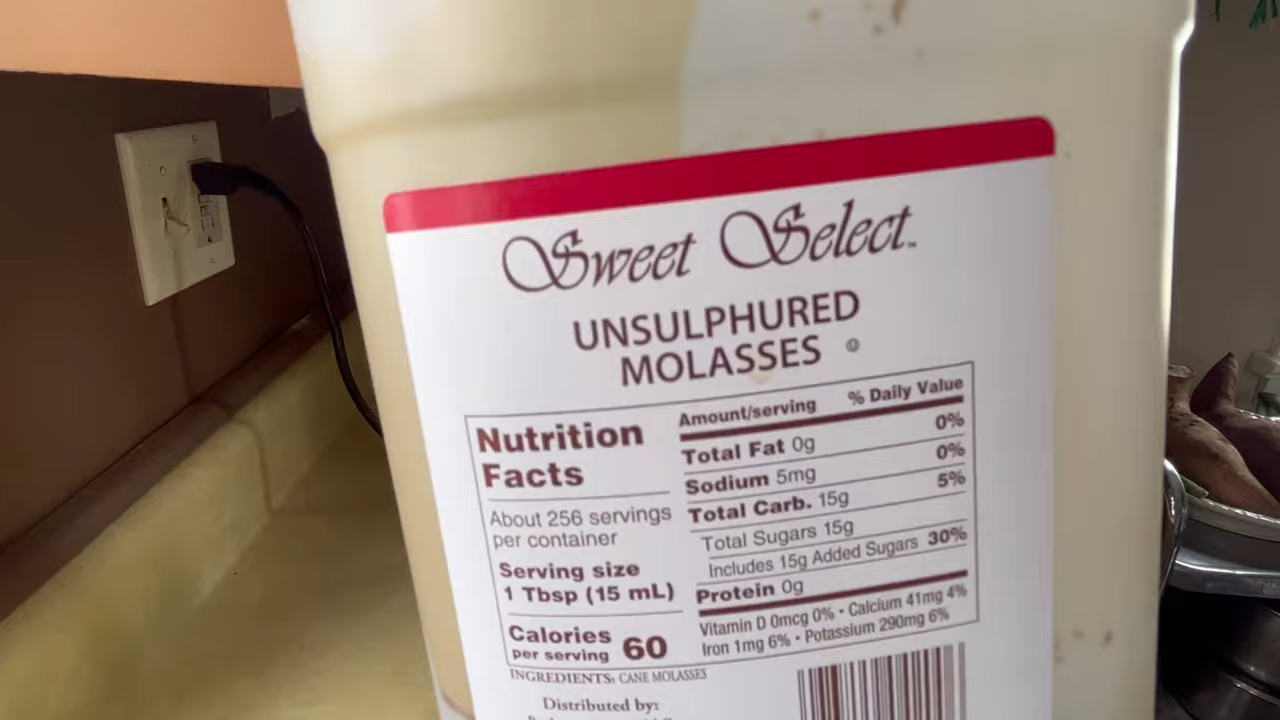 Sweet Select™
UNSULPHURED
MOLASSES
Nutrition
Facts
About 256 servings
per container
Serving size
1 Tbsp (15 mL)
Calories
per serving 60
Amount/serving % Daily Value
Total Fat 0g 0%
Sodium 5mg 0%
Total Carb. 15g 5%
Total Sugars 15g
Includes 15g Added Sugars 30%
Protein 0g
Vitamin D 0mcg 0% • Calcium 41mg 4%
Iron 1mg 6% • Potassium 290mg 6%
INGREDIENTS: CANE MOLASSES
Distributed by: